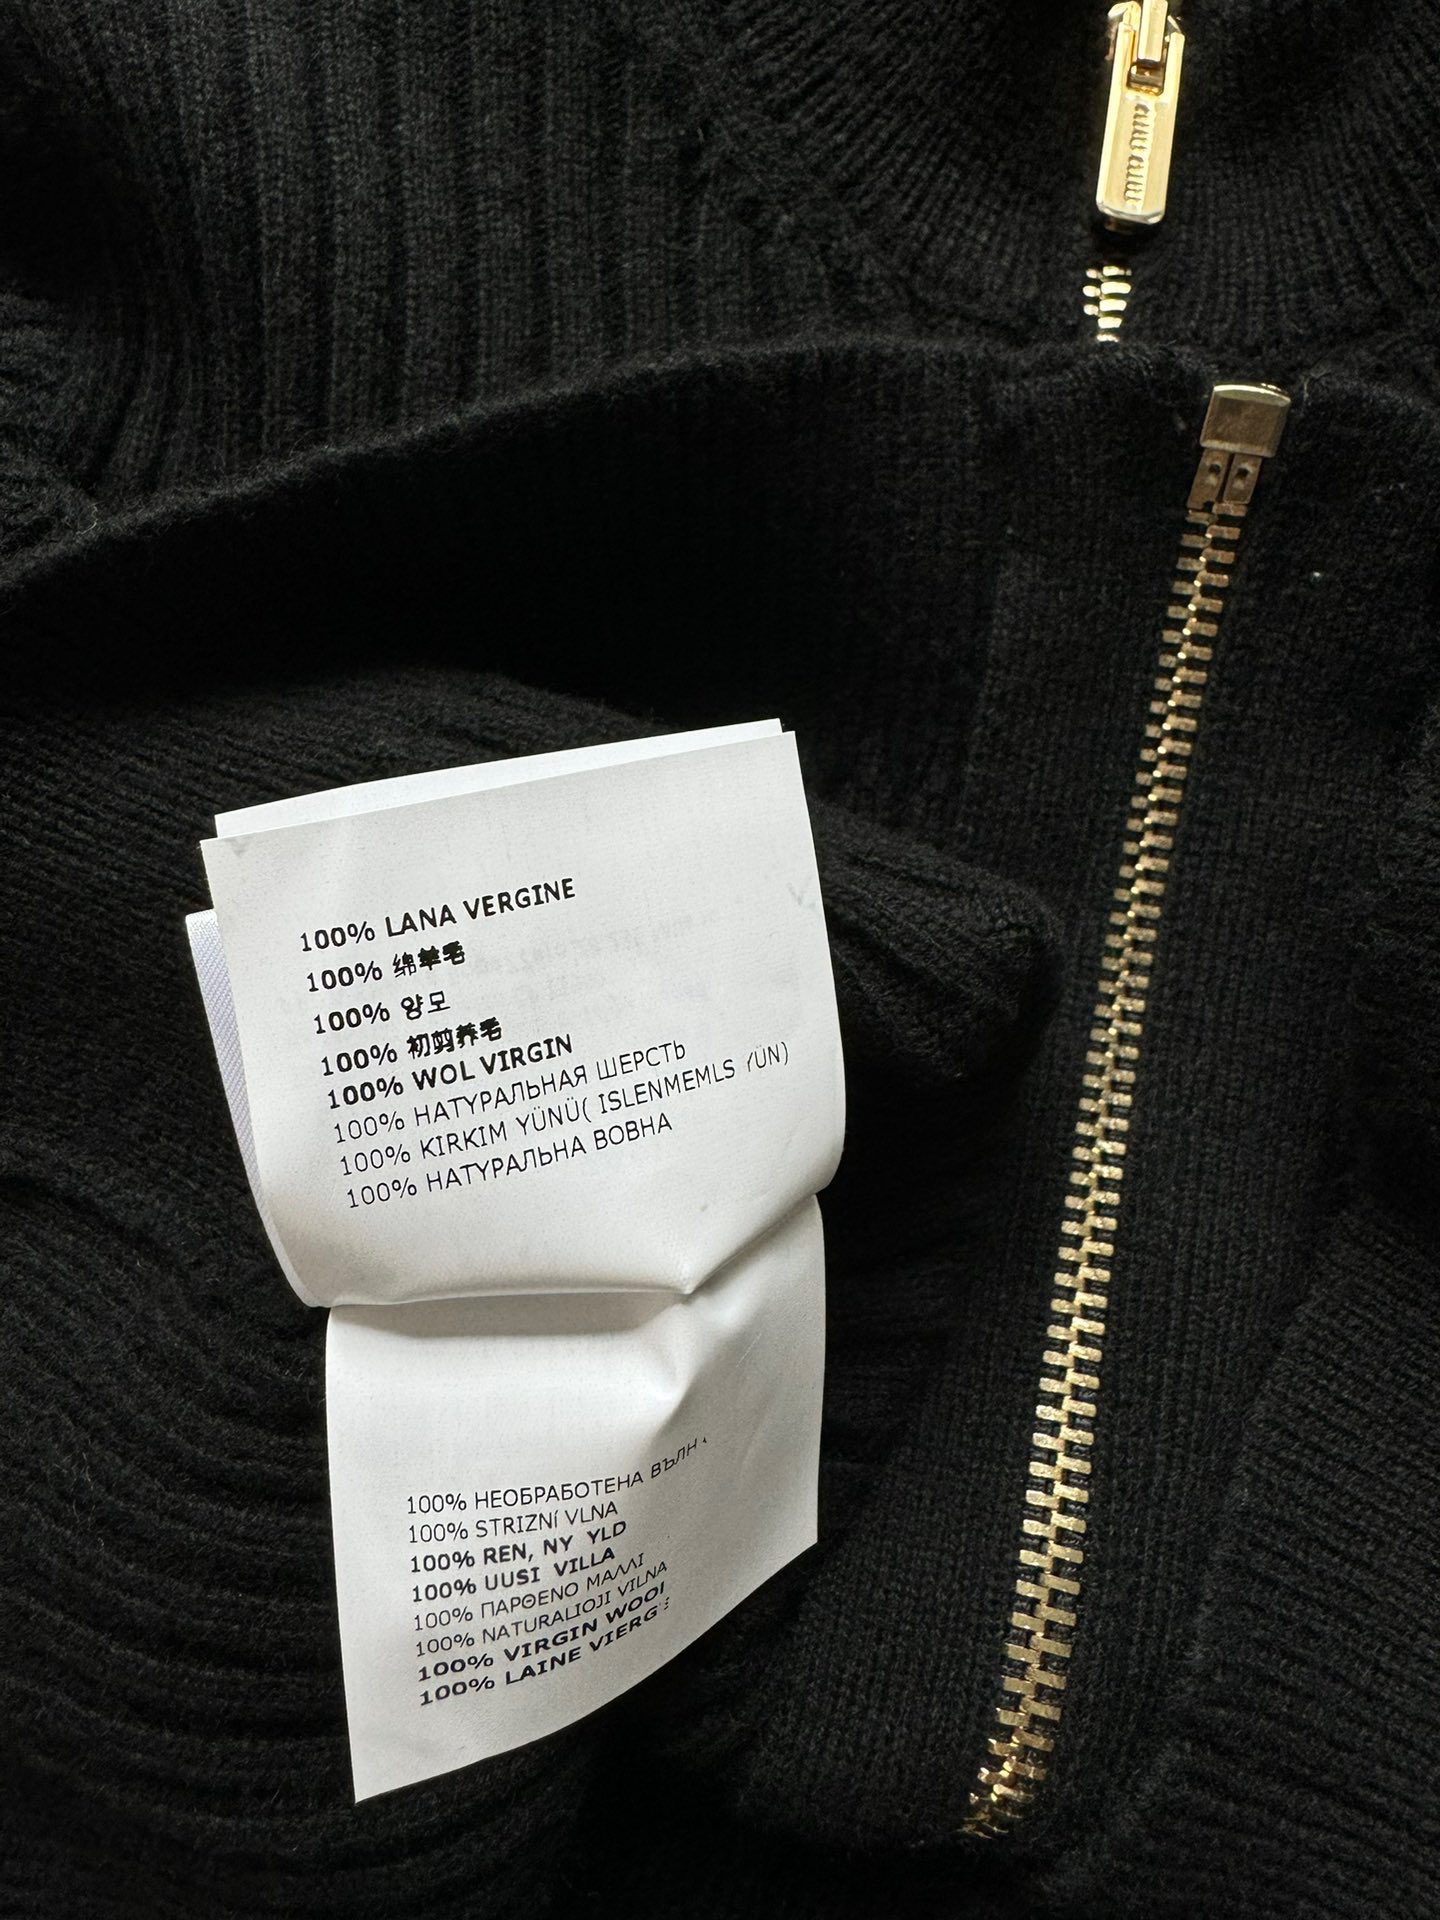 miu miu
100% LANA VERGINE
100% 绵羊毛
100% 양모
100% 初剪养毛
100% WOL VIRGIN
100% НАТУРАЛЬНАЯ ШЕРСТЬ
100% KIRKIM YÜNÜ( ISLENMEMLS YÜN)
100% НАТУРАЛЬНА ВОВНА
100% НЕОБРАБОТЕНА ВЪЛН
100% STRIZNÍ VLNA
100% REN, NY YLD
100% UUSI VILLA
100% ΠΑΡΘΕΝΟ ΜΑΛΛΙ
100% NATURALIOJI VILNA
100% VIRGIN WOOL
100% LAINE VIERGE